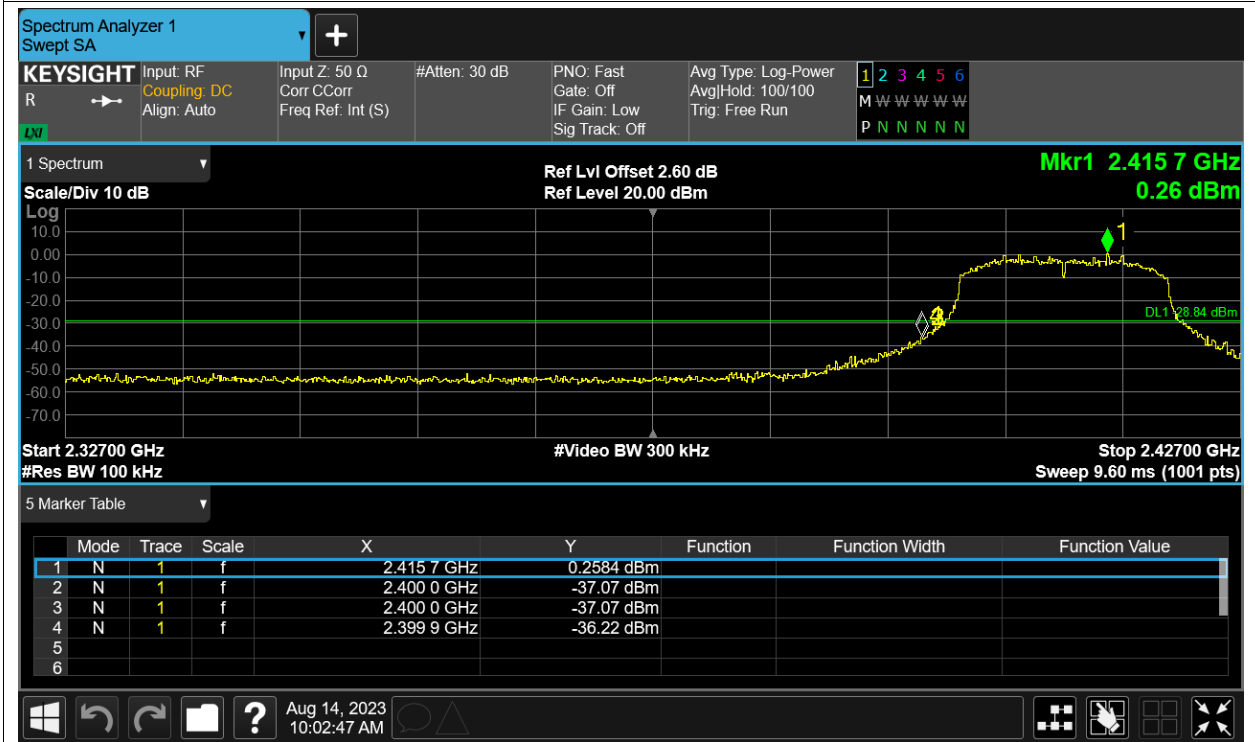 Spectrum Analyzer 1
Swept SA
+
KEYSIGHT Input: RF Input Z: 50 Ω #Atten: 30 dB PNO: Fast Avg Type: Log-Power 1 2 3 4 5 6
R Coupling: DC Corr CCorr Gate: Off Avg|Hold: 100/100 M W W W W W
Align: Auto Freq Ref: Int (S) IF Gain: Low Trig: Free Run
LXI Sig Track: Off P N N N N N
1 Spectrum Ref Lvl Offset 2.60 dB Mkr1 2.415 7 GHz
Scale/Div 10 dB Ref Level 20.00 dBm 0.26 dBm
Log
10.0
0.00
-10.0
-20.0
-30.0
-40.0
-50.0
-60.0
-70.0
1
DL1 -28.84 dBm
Start 2.32700 GHz #Video BW 300 kHz Stop 2.42700 GHz
#Res BW 100 kHz Sweep 9.60 ms (1001 pts)
5 Marker Table
Mode Trace Scale X Y Function Function Width Function Value
1 N 1 f 2.415 7 GHz 0.2584 dBm
2 N 1 f 2.400 0 GHz -37.07 dBm
3 N 1 f 2.400 0 GHz -37.07 dBm
4 N 1 f 2.399 9 GHz -36.22 dBm
5
6
? Aug 14, 2023
10:02:47 AM